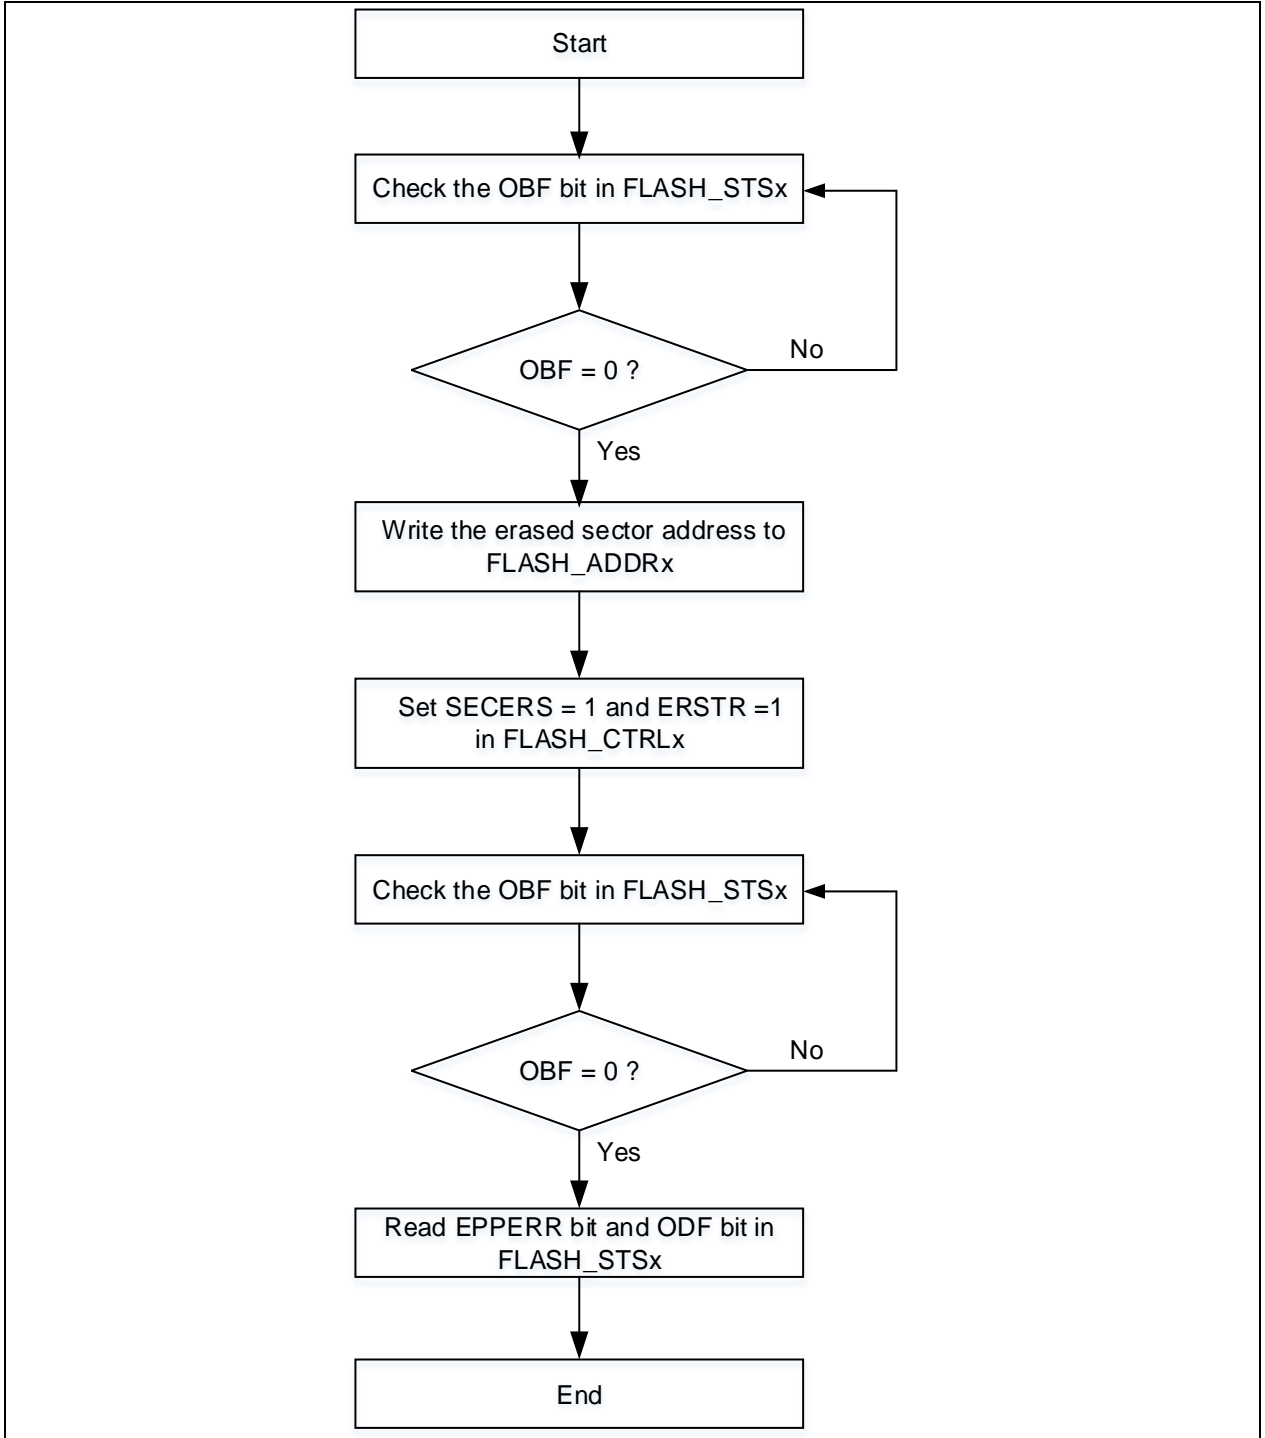 Start
Check the OBF bit in FLASH_STSx
OBF = 0 ?
No
Yes
Write the erased sector address to
FLASH_ADDRx
Set SECERS = 1 and ERSTR =1
in FLASH_CTRLx
Check the OBF bit in FLASH_STSx
OBF = 0 ?
No
Yes
Read EPPERR bit and ODF bit in
FLASH_STSx
End